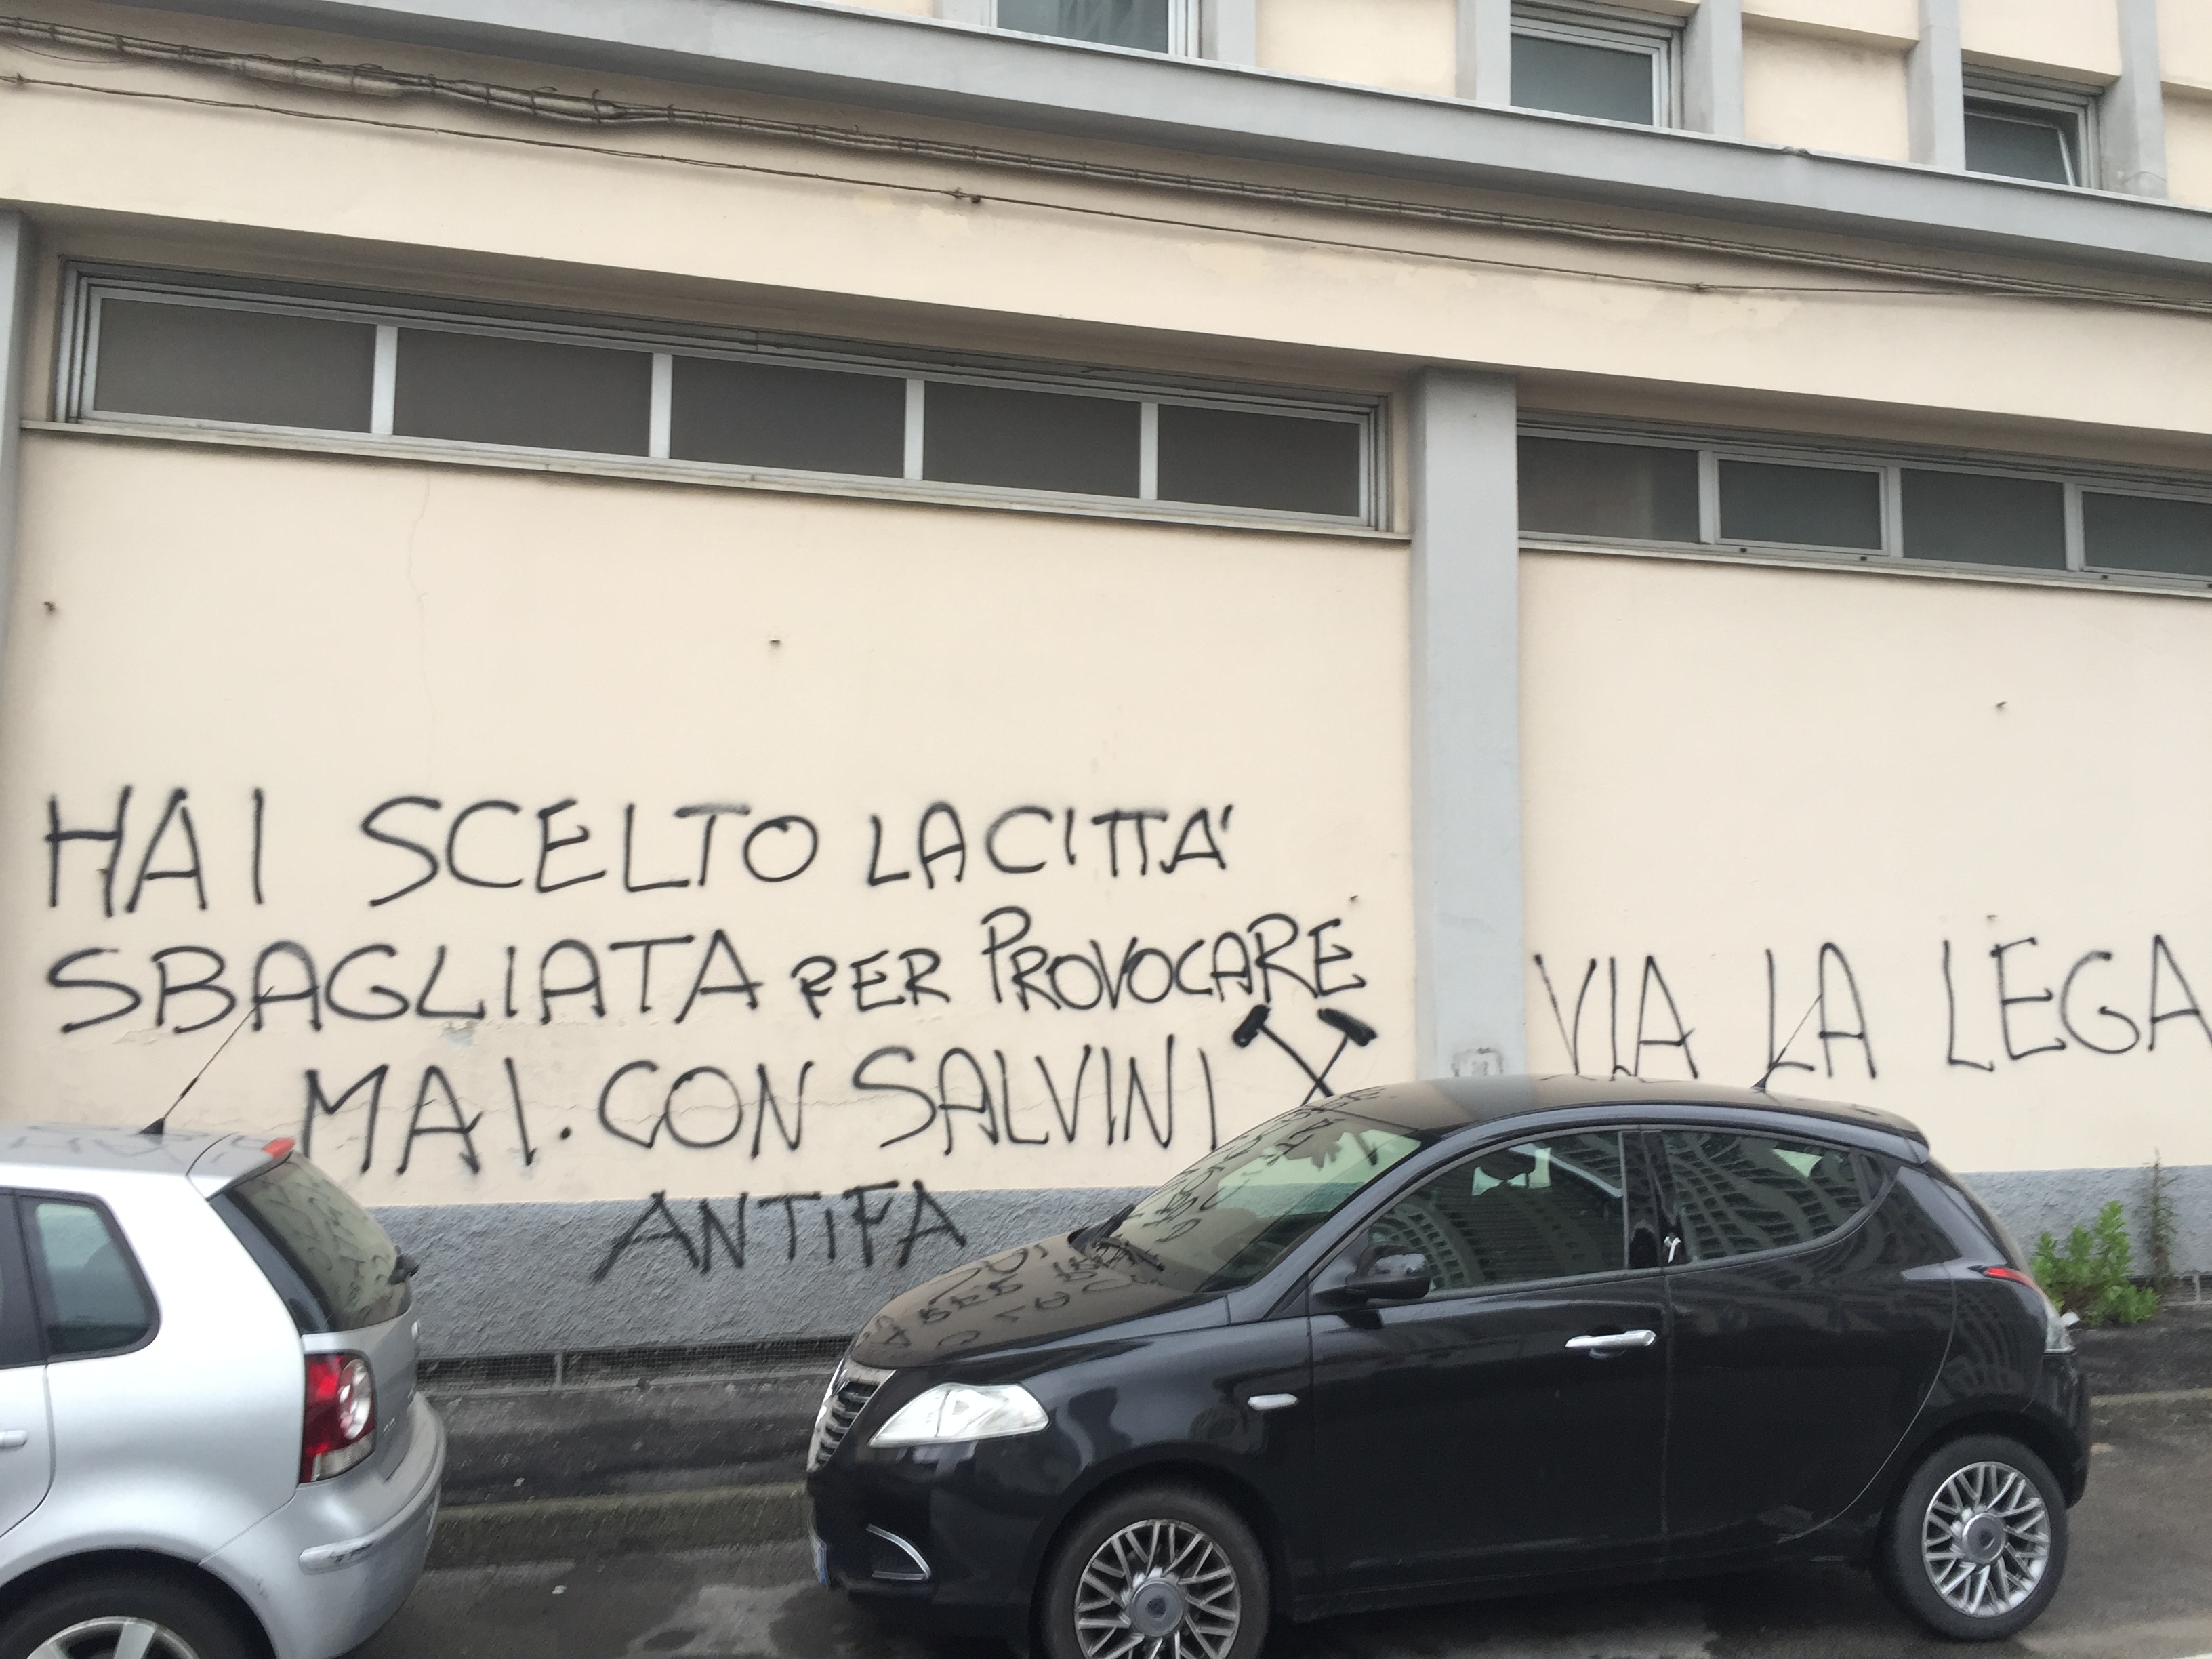 HAI SCELTO LA CITTA'
SBAGLIATA PER PROVOCARE
MAI. CON SALVINI
ANTIFA
VIA LA LEGA